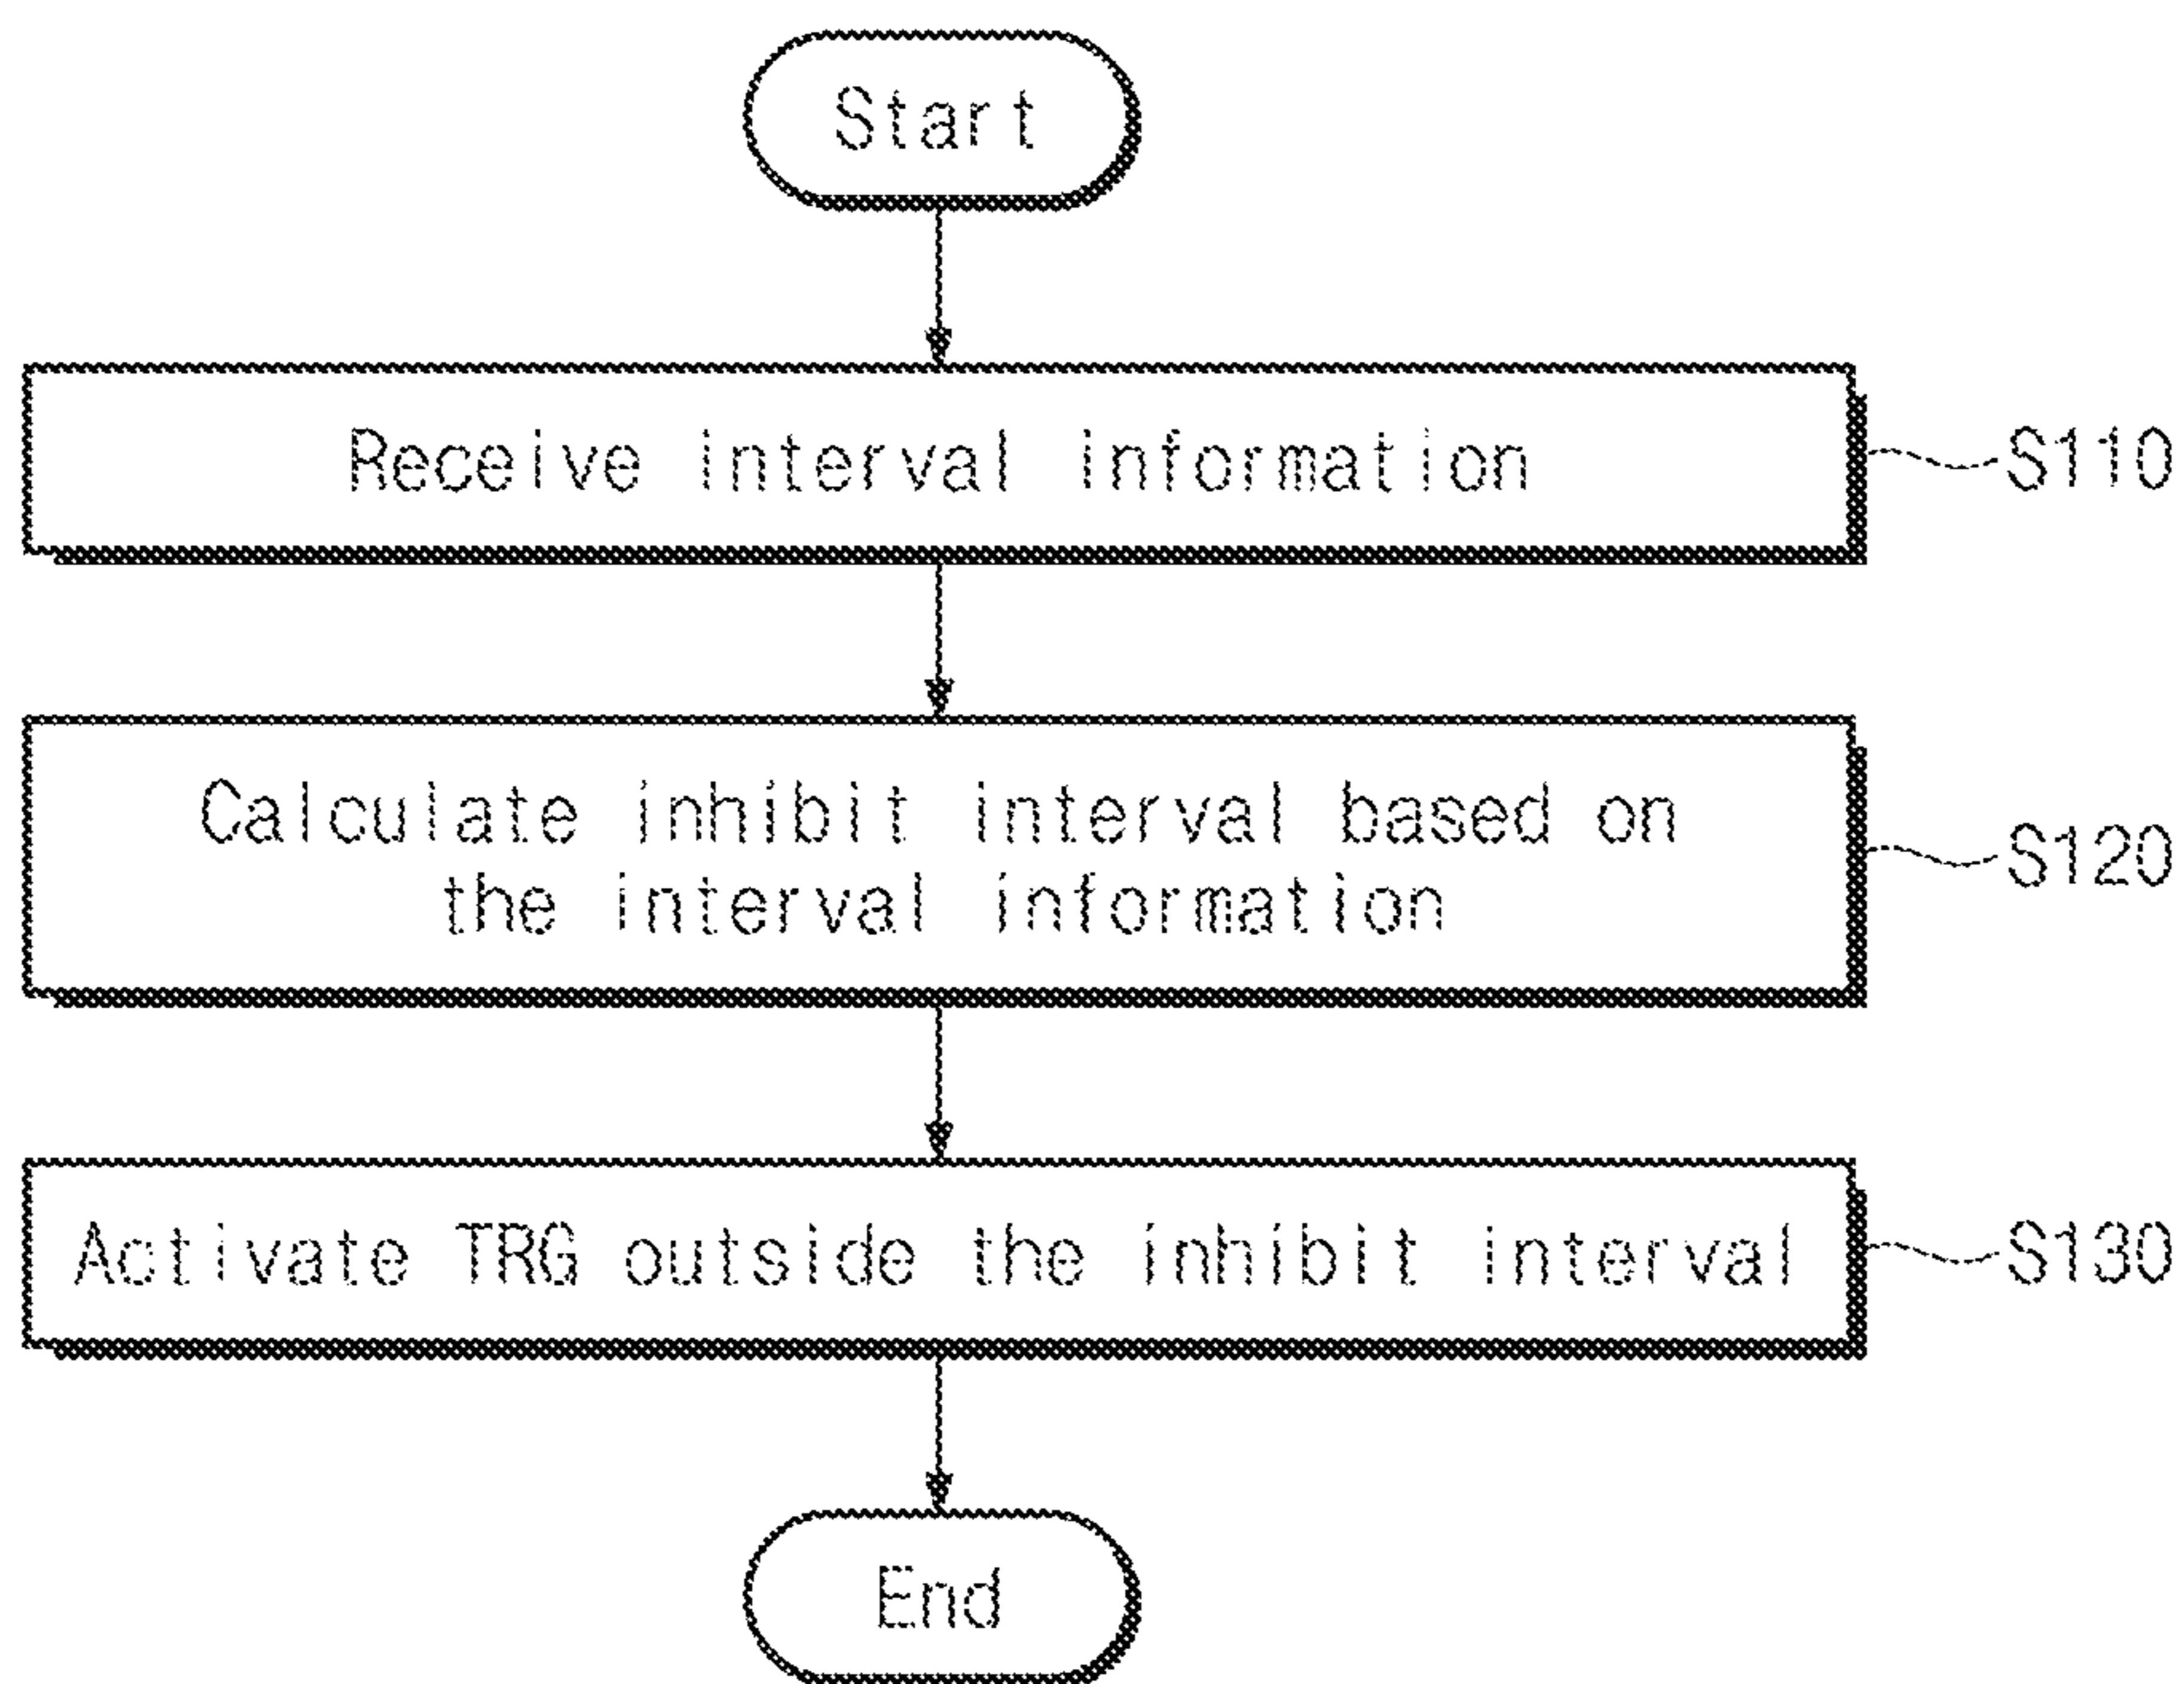 Start
Receive interval information
S110
Calculate inhibit interval based on
the interval information
S120
Activate TRG outside the inhibit interval
S130
End